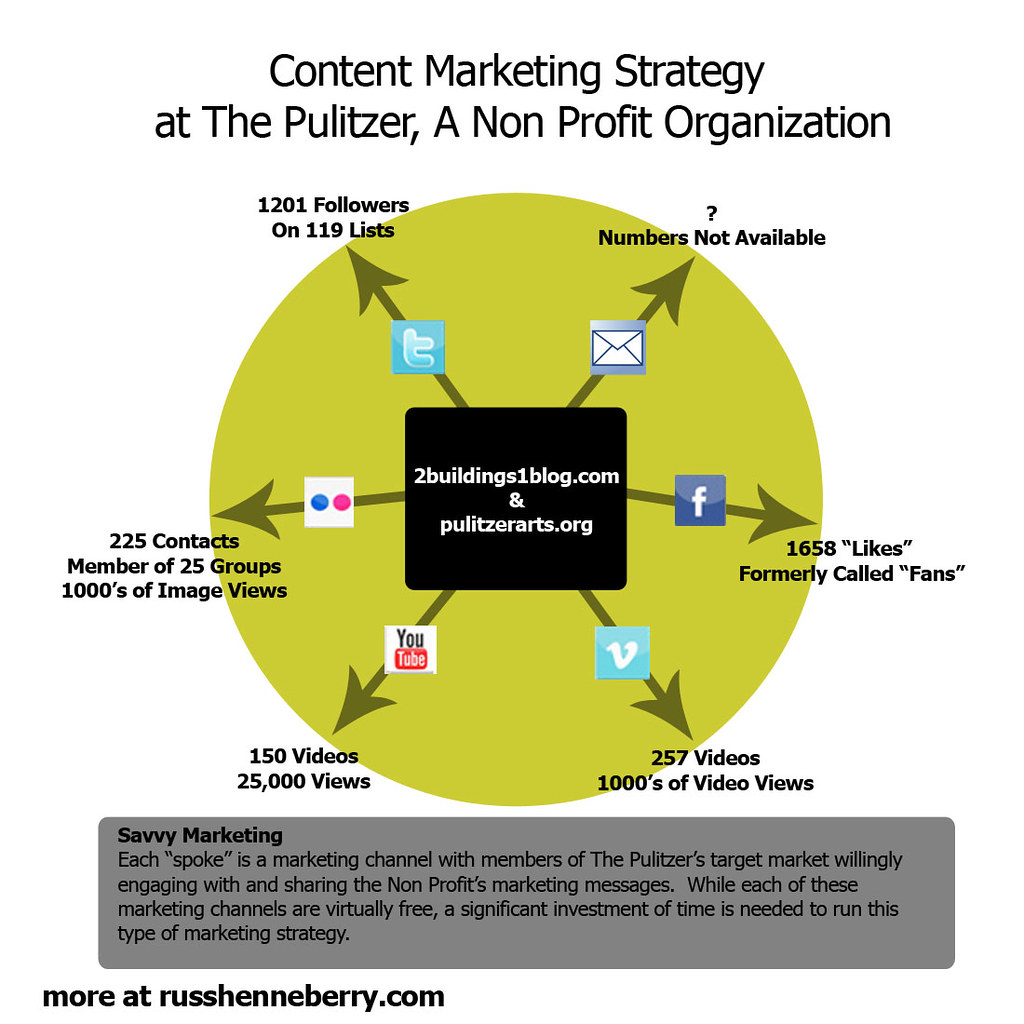 Content Marketing Strategy
at The Pulitzer, A Non Profit Organization
1201 Followers
On 119 Lists
?
Numbers Not Available
t
2buildings1blog.com
&
pulitzerarts.org
f
225 Contacts
Member of 25 Groups
1000’s of Image Views
1658 “Likes”
Formerly Called “Fans”
You
Tube
v
150 Videos
25,000 Views
257 Videos
1000’s of Video Views
Savvy Marketing
Each “spoke” is a marketing channel with members of The Pulitzer’s target market willingly
engaging with and sharing the Non Profit’s marketing messages.  While each of these
marketing channels are virtually free, a significant investment of time is needed to run this
type of marketing strategy.
more at russhenneberry.com